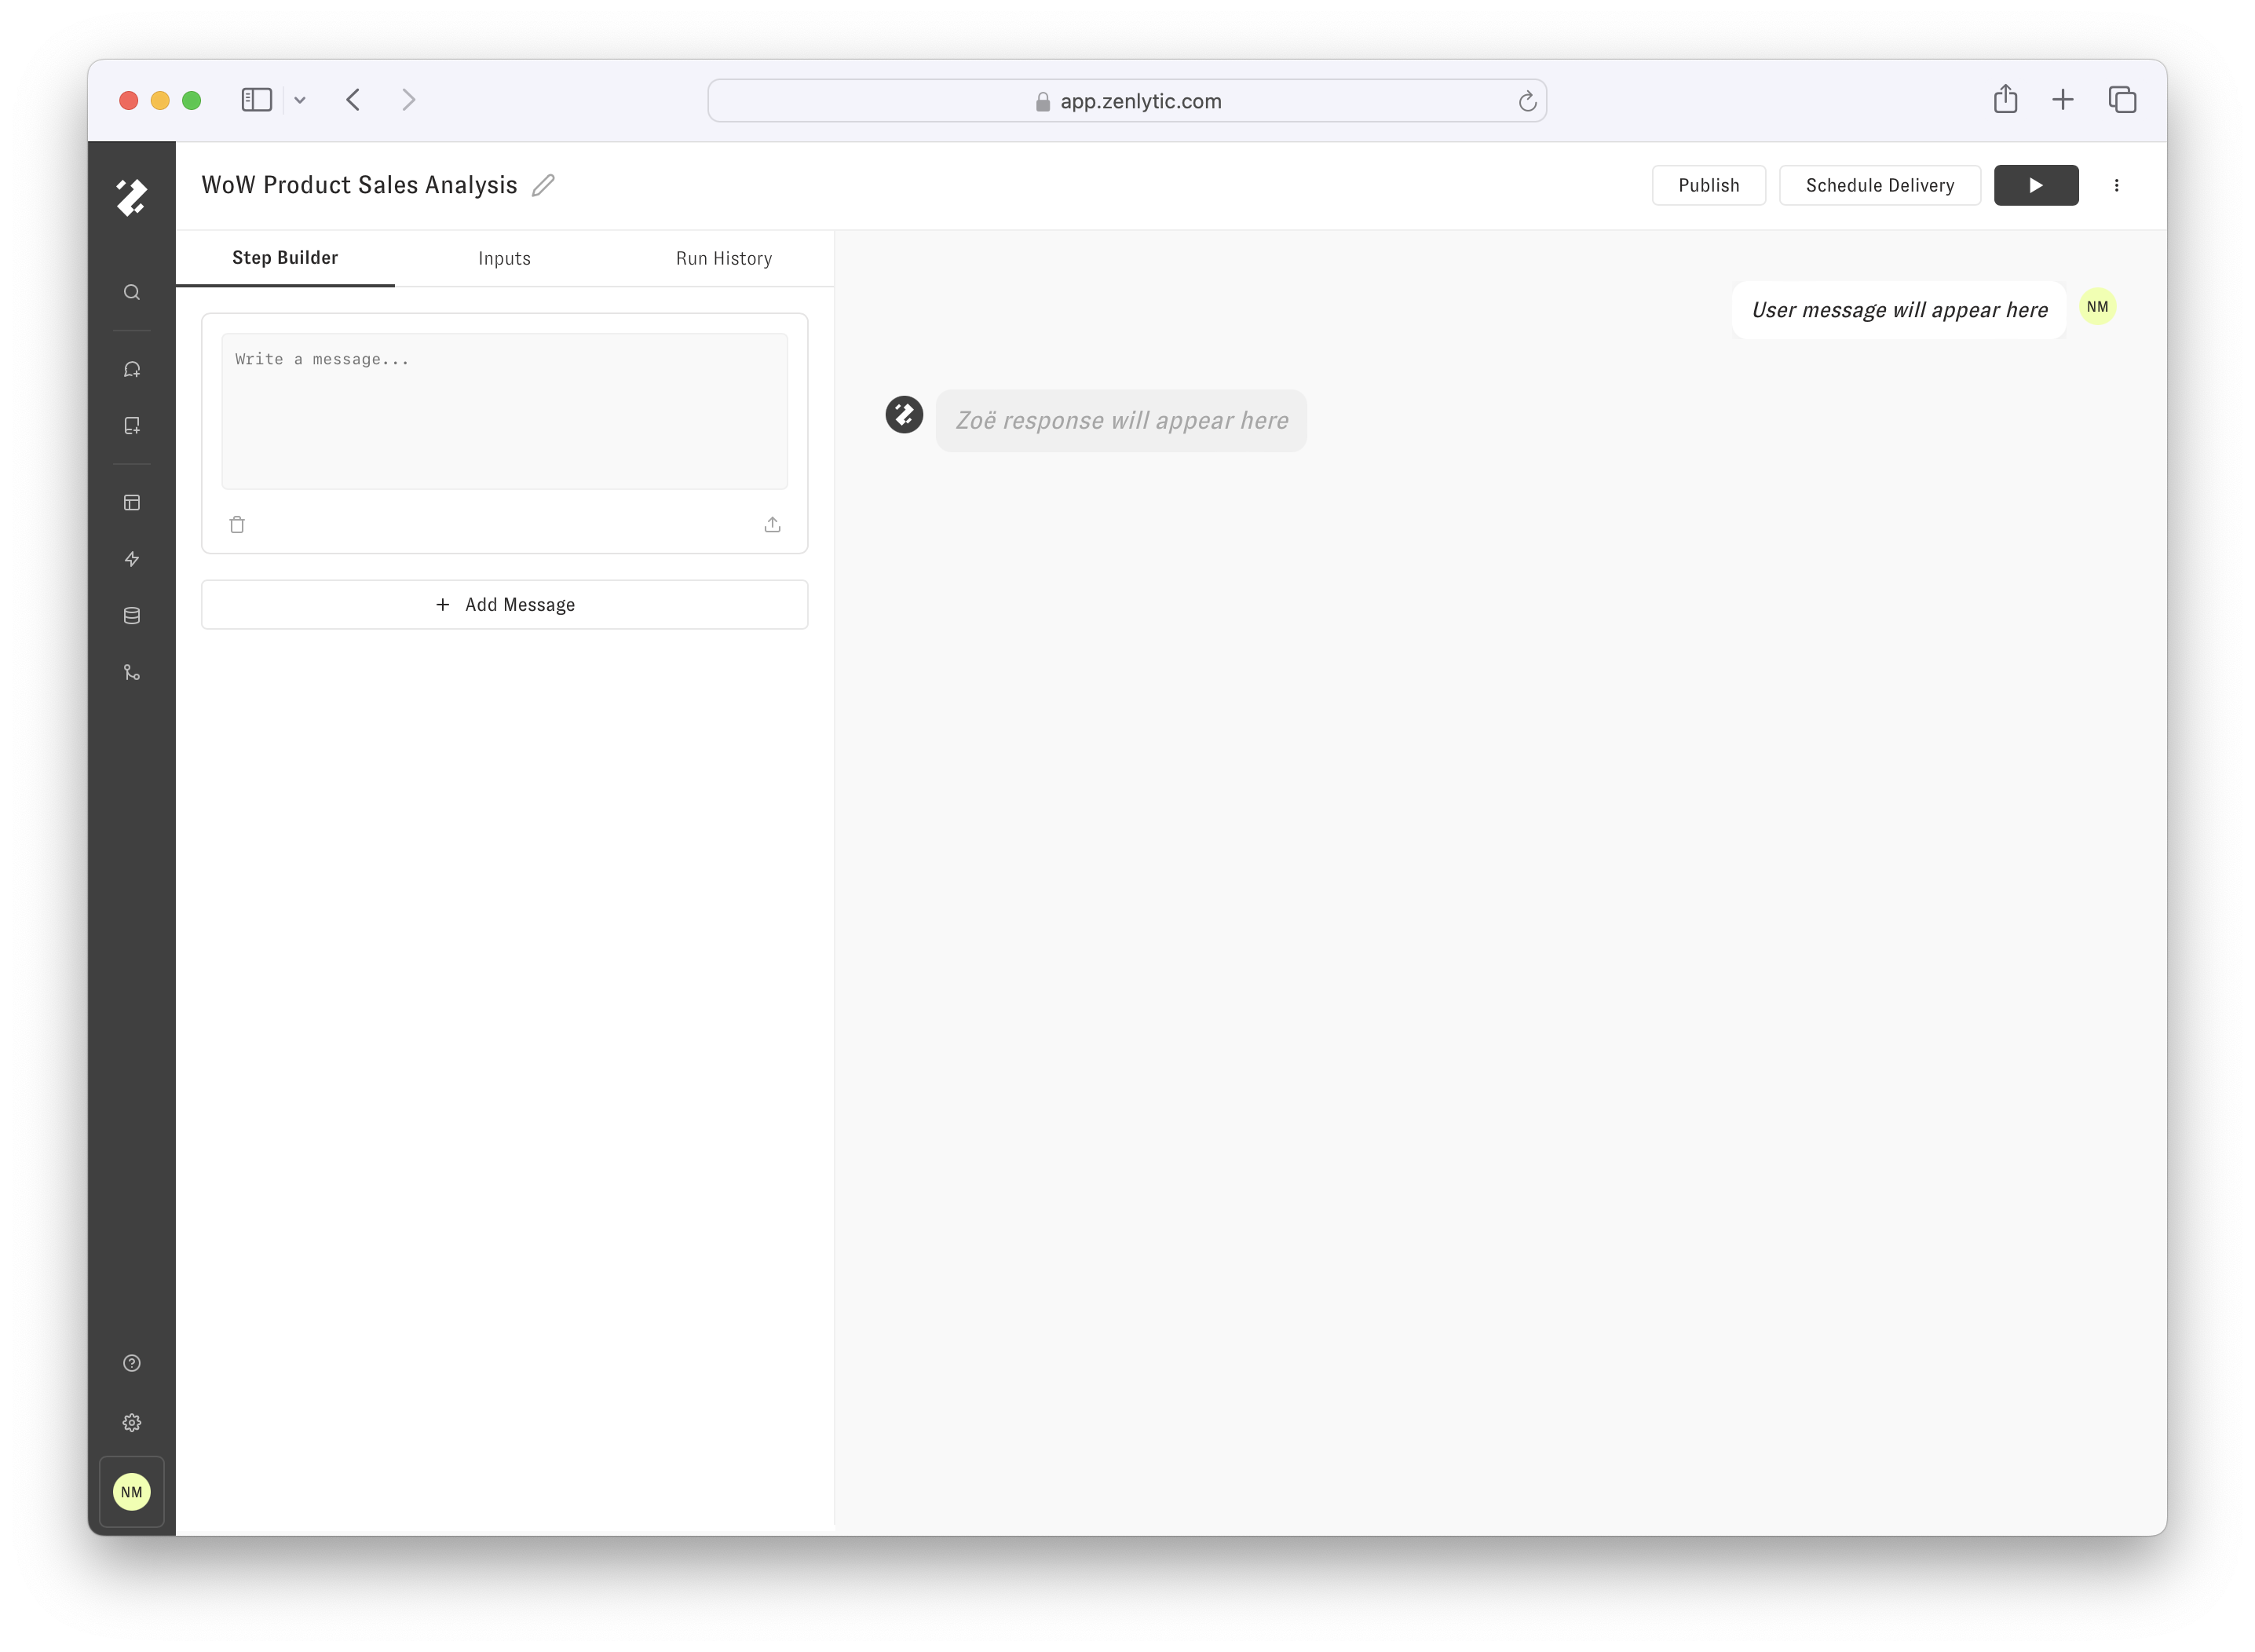 app.zenlytic.com
WoW Product Sales Analysis
Publish
Schedule Delivery
Step Builder
Inputs
Run History
User message will appear here
NM
Write a message...
Zoë response will appear here
Add Message
NM